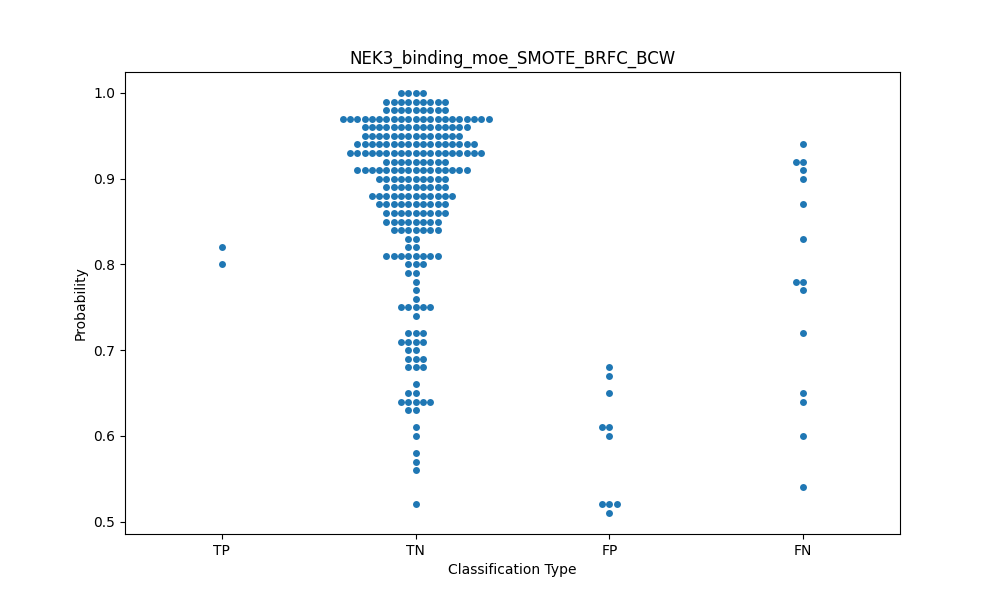 NEK3_binding_moe_SMOTE_BRFC_BCW
1.0
0.9
0.8
0.7
0.6
0.5
Probability
TP TN FP FN
Classification Type